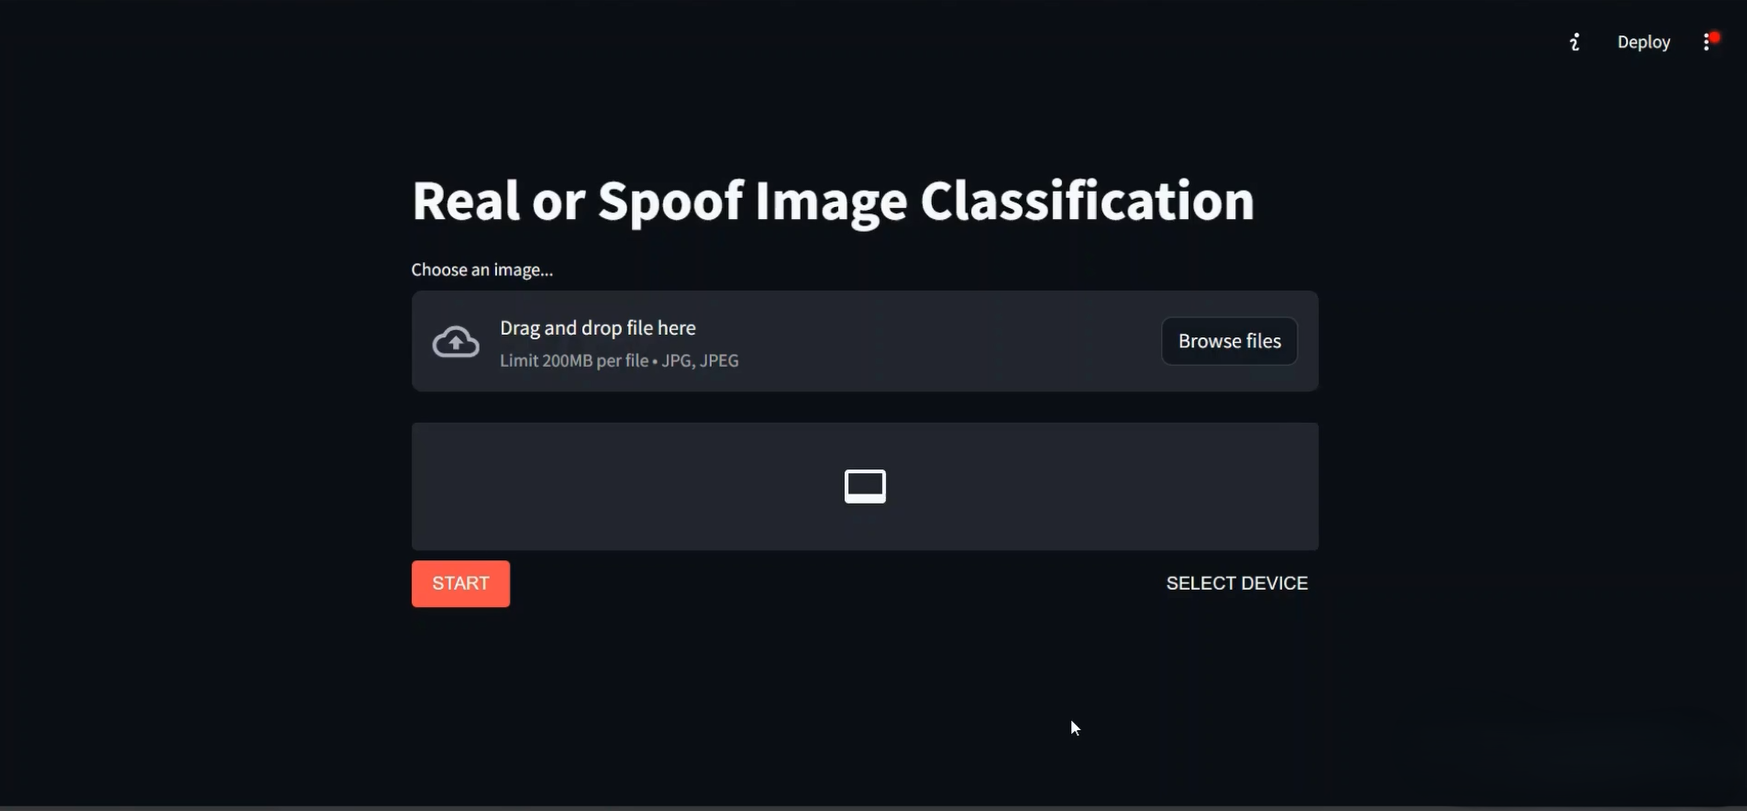 Deploy
Real or Spoof Image Classification
Choose an image...
Drag and drop file here
Limit 200MB per file • JPG, JPEG
Browse files
START
SELECT DEVICE